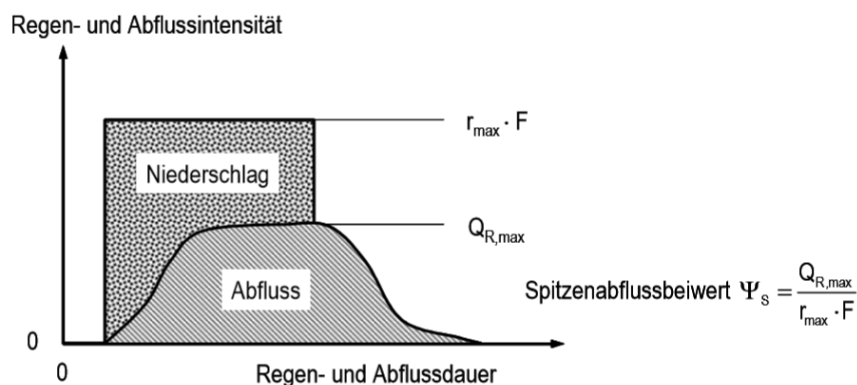 Regen- und Abflussintensität
r_max · F
Niederschlag
Q_R,max
Abfluss
Spitzenabflussbeiwert Ψ_S = Q_R,max / r_max · F
0
0
Regen- und Abflussdauer